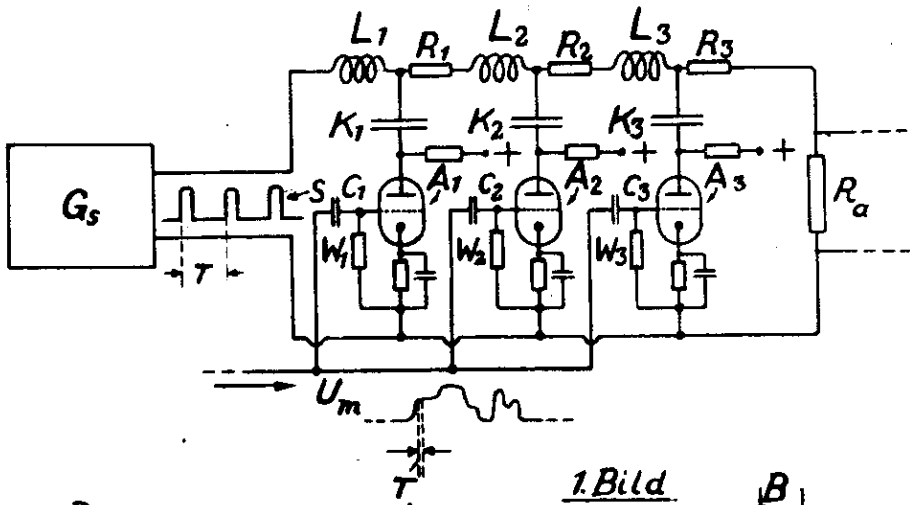 L1 R1 L2 R2 L3 R3
K1 K2 K3
+ + +
Gs S C1 A1 C2 A2 C3 A3 Ra
W1 W2 W3
T
Um
T
1.Bild B